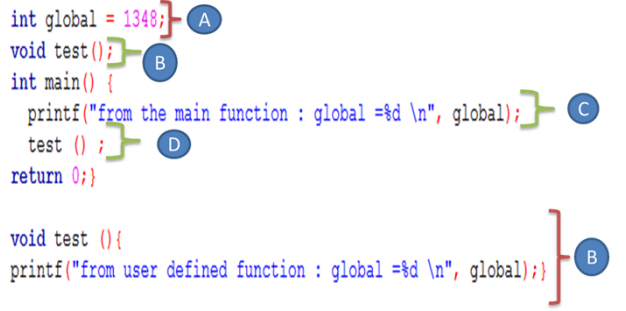 int global = 1348; A
void test(); B
int main() {
printf("from the main function : global =%d \n", global); C
test () ; D
return 0;}
void test (){
printf("from user defined function : global =%d \n", global);} B